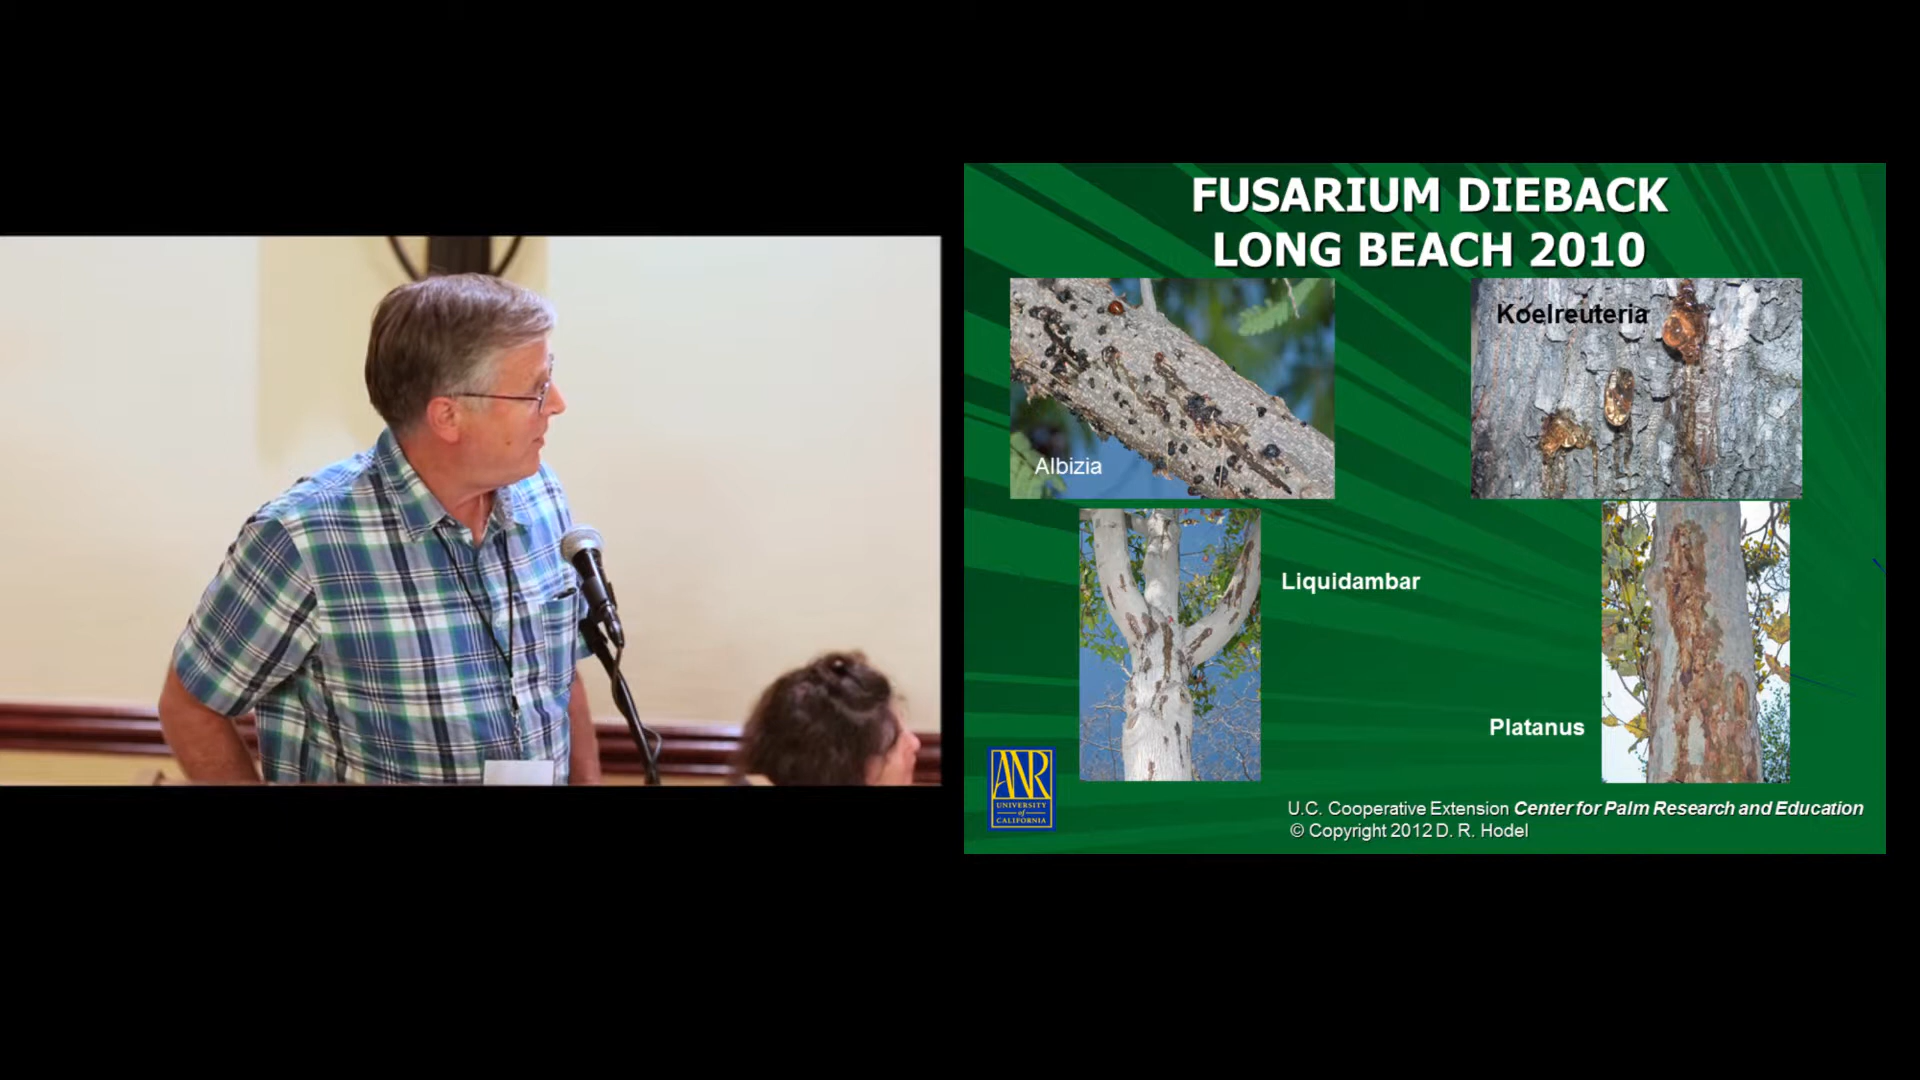 FUSARIUM DIEBACK
LONG BEACH 2010
Albizia
Koelreuteria
Liquidambar
Platanus
ANR
UNIVERSITY
of
CALIFORNIA
U.C. Cooperative Extension Center for Palm Research and Education
© Copyright 2012 D. R. Hodel